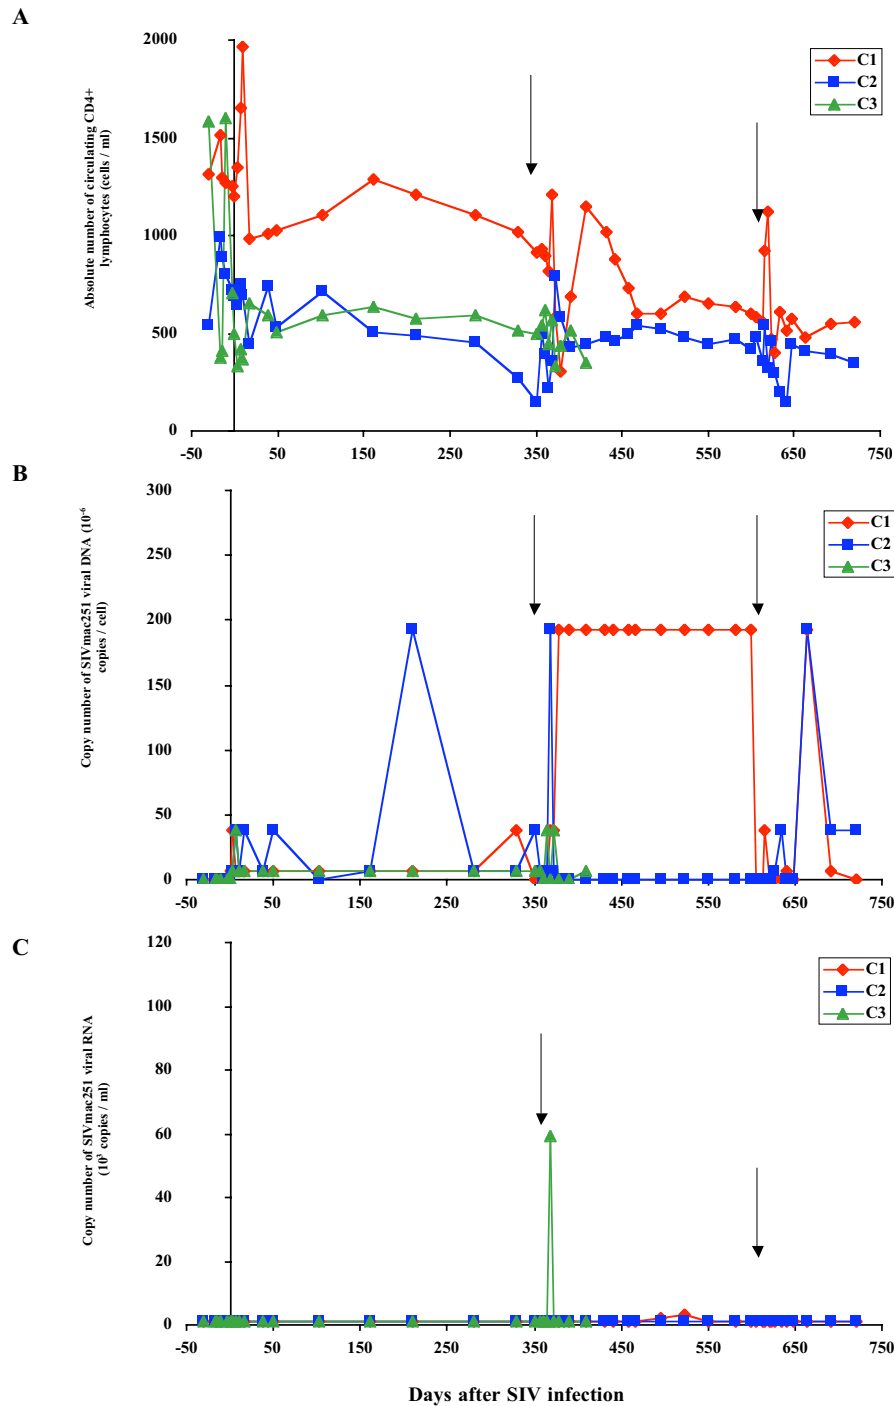 A
Absolute number of circulating CD4+
lymphocytes (cells / ml)
2000
1500
1000
500
0
-50 50 150 250 350 450 550 650 750
C1
C2
C3
B
Copy number of SIVmac251 viral DNA (10⁻⁶
copies / cell)
300
250
200
150
100
50
0
-50 50 150 250 350 450 550 650 750
C1
C2
C3
C
Copy number of SIVmac251 viral RNA
(10³ copies / ml)
120
100
80
60
40
20
0
-50 50 150 250 350 450 550 650 750
C1
C2
C3
Days after SIV infection